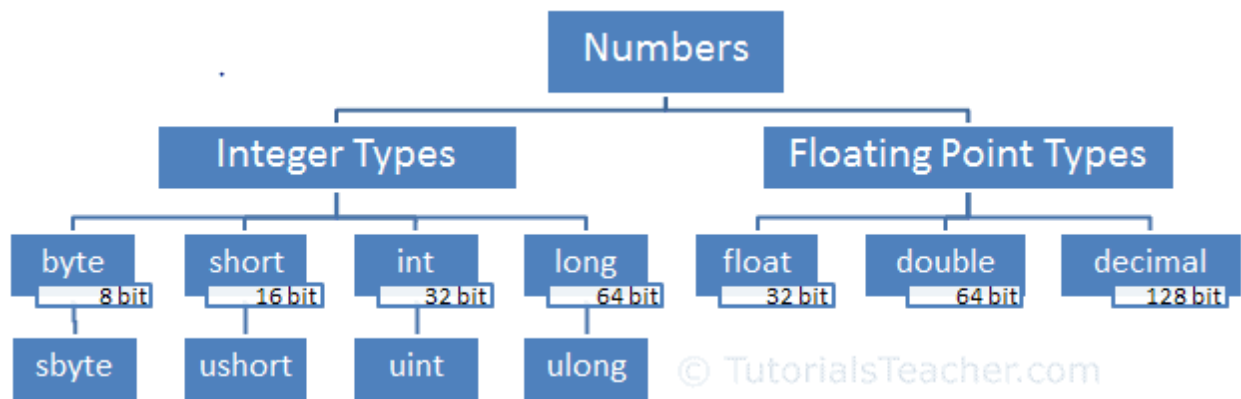 Numbers
Integer Types
Floating Point Types
byte
short
int
long
float
double
decimal
8 bit
16 bit
32 bit
64 bit
32 bit
64 bit
128 bit
sbyte
ushort
uint
ulong
© TutorialsTeacher.com